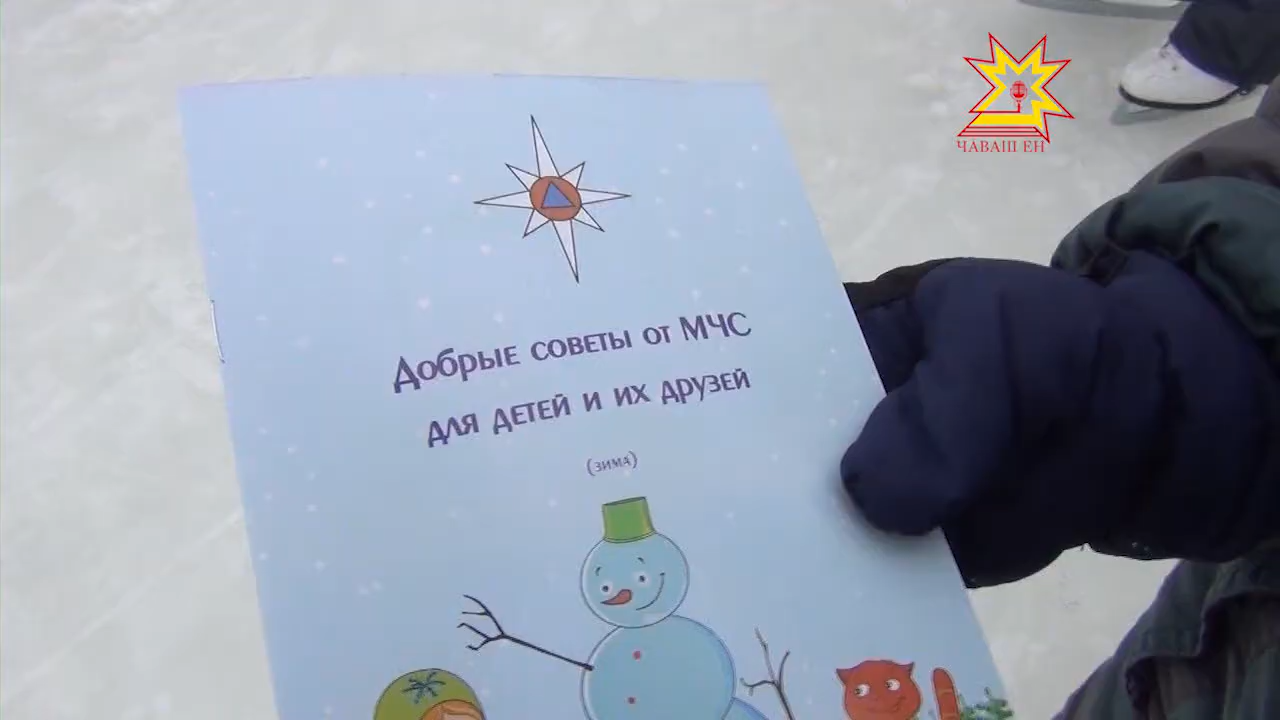 ЧАВАШ ЕН
Добрые советы от МЧС
для детей и их друзей
(зима)